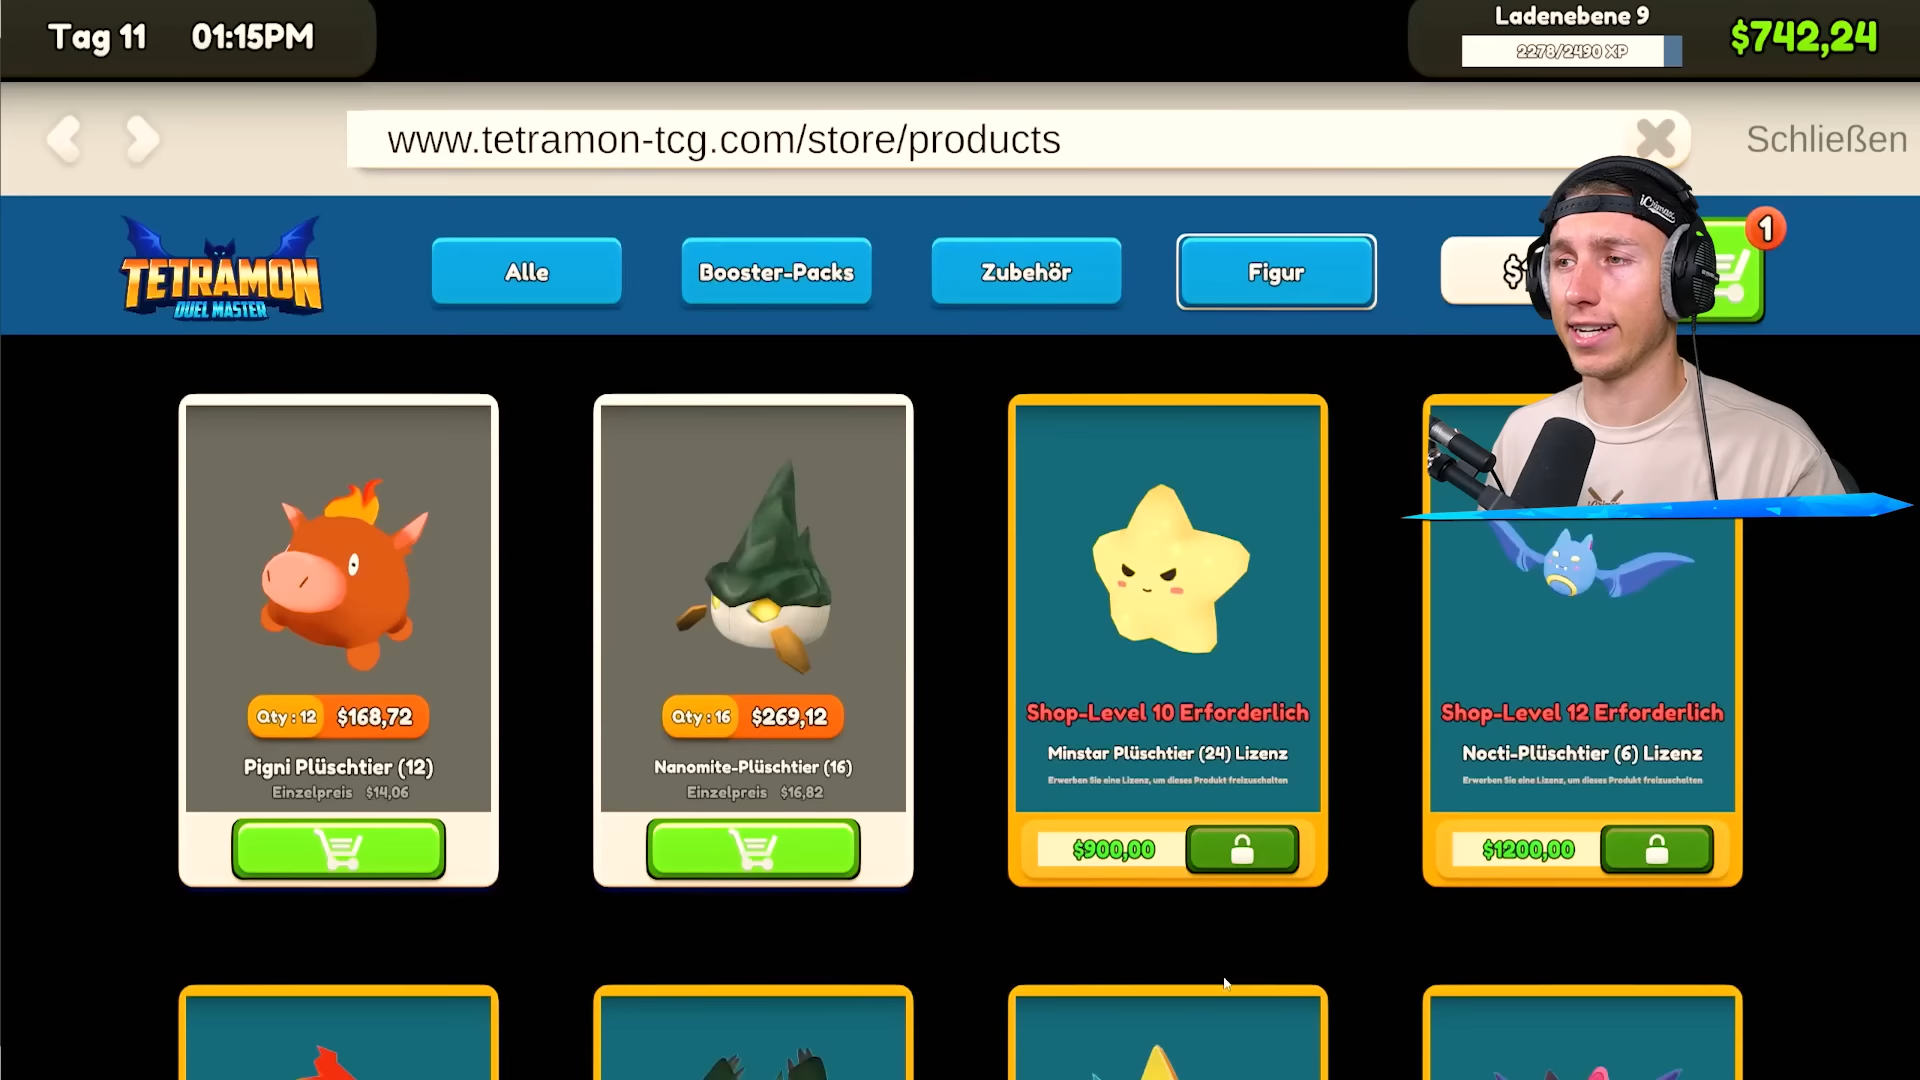 Tag 11 01:15PM
Ladenebene 9
2278/2490 XP
$742,24
www.tetramon-tcg.com/store/products
Schließen
TETRAMON
DUEL MASTER
Alle
Booster-Packs
Zubehör
Figur
1
Qty : 12 $168,72
Pigni Plüschtier (12)
Einzelpreis $14,06
Qty : 16 $269,12
Nanomite-Plüschtier (16)
Einzelpreis $16,82
Shop-Level 10 Erforderlich
Minstar Plüschtier (24) Lizenz
Erwerben Sie eine Lizenz, um dieses Produkt freizuschalten
$900,00
Shop-Level 12 Erforderlich
Nocti-Plüschtier (6) Lizenz
Erwerben Sie eine Lizenz, um dieses Produkt freizuschalten
$1200,00